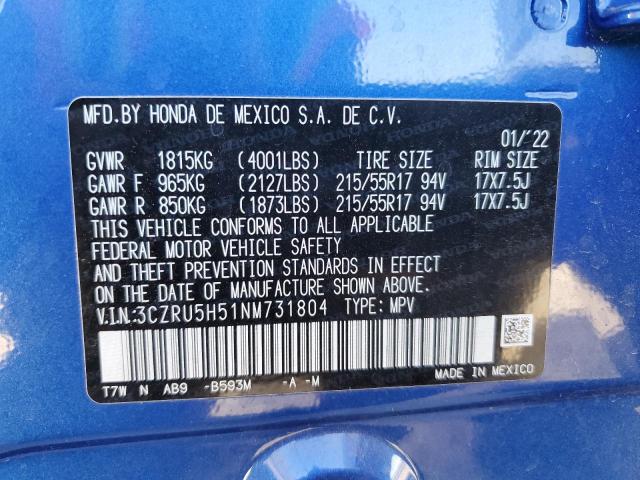 MFD.BY HONDA DE MEXICO S.A. DE C.V.
01/'22
GVWR 1815KG (4001LBS) TIRE SIZE RIM SIZE
GAWR F 965KG (2127LBS) 215/55R17 94V 17X7.5J
GAWR R 850KG (1873LBS) 215/55R17 94V 17X7.5J
THIS VEHICLE CONFORMS TO ALL APPLICABLE
FEDERAL MOTOR VEHICLE SAFETY
AND THEFT PREVENTION STANDARDS IN EFFECT
ON THE DATE OF MANUFACTURE SHOWN ABOVE.
V.I.N:3CZRU5H51NM731804 TYPE: MPV
T7W N AB9 -B593M -A -M
MADE IN MEXICO